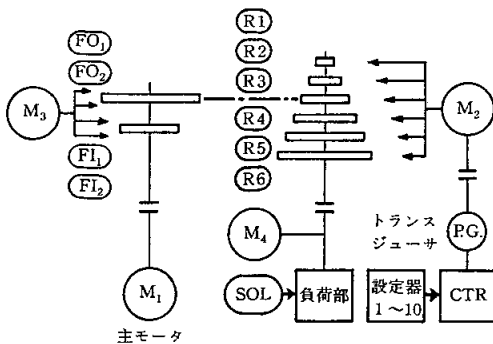 FO₁
FO₂
M₃
FI₁
FI₂
M₁
主モータ
R1
R2
R3
R4
R5
R6
M₄
SOL
負荷部
M₂
トランス
ジューサ
P.G.
設定器
1～10
CTR